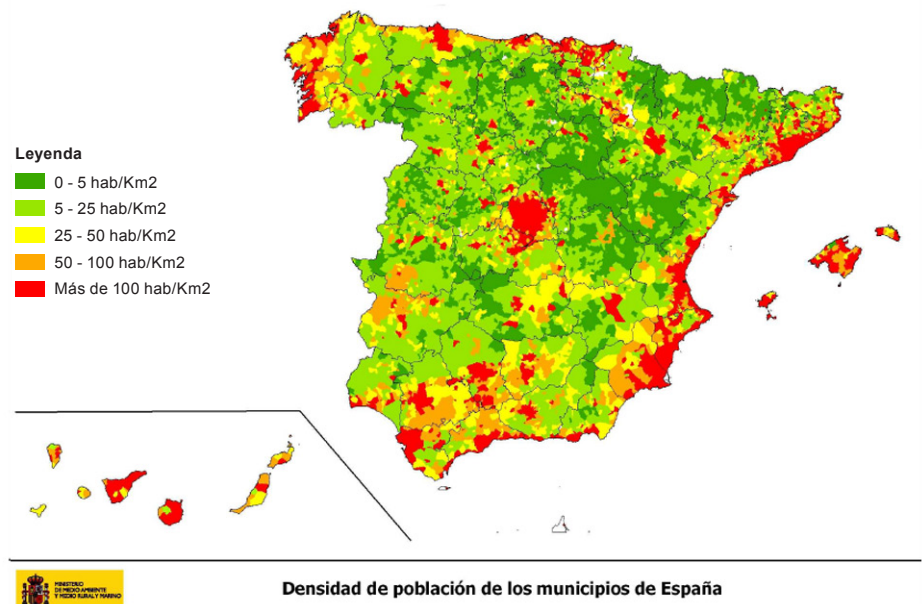 Leyenda
0 - 5 hab/Km2
5 - 25 hab/Km2
25 - 50 hab/Km2
50 - 100 hab/Km2
Más de 100 hab/Km2
MINISTERIO
DE MEDIO AMBIENTE
Y MEDIO RURAL Y MARINO
Densidad de población de los municipios de España